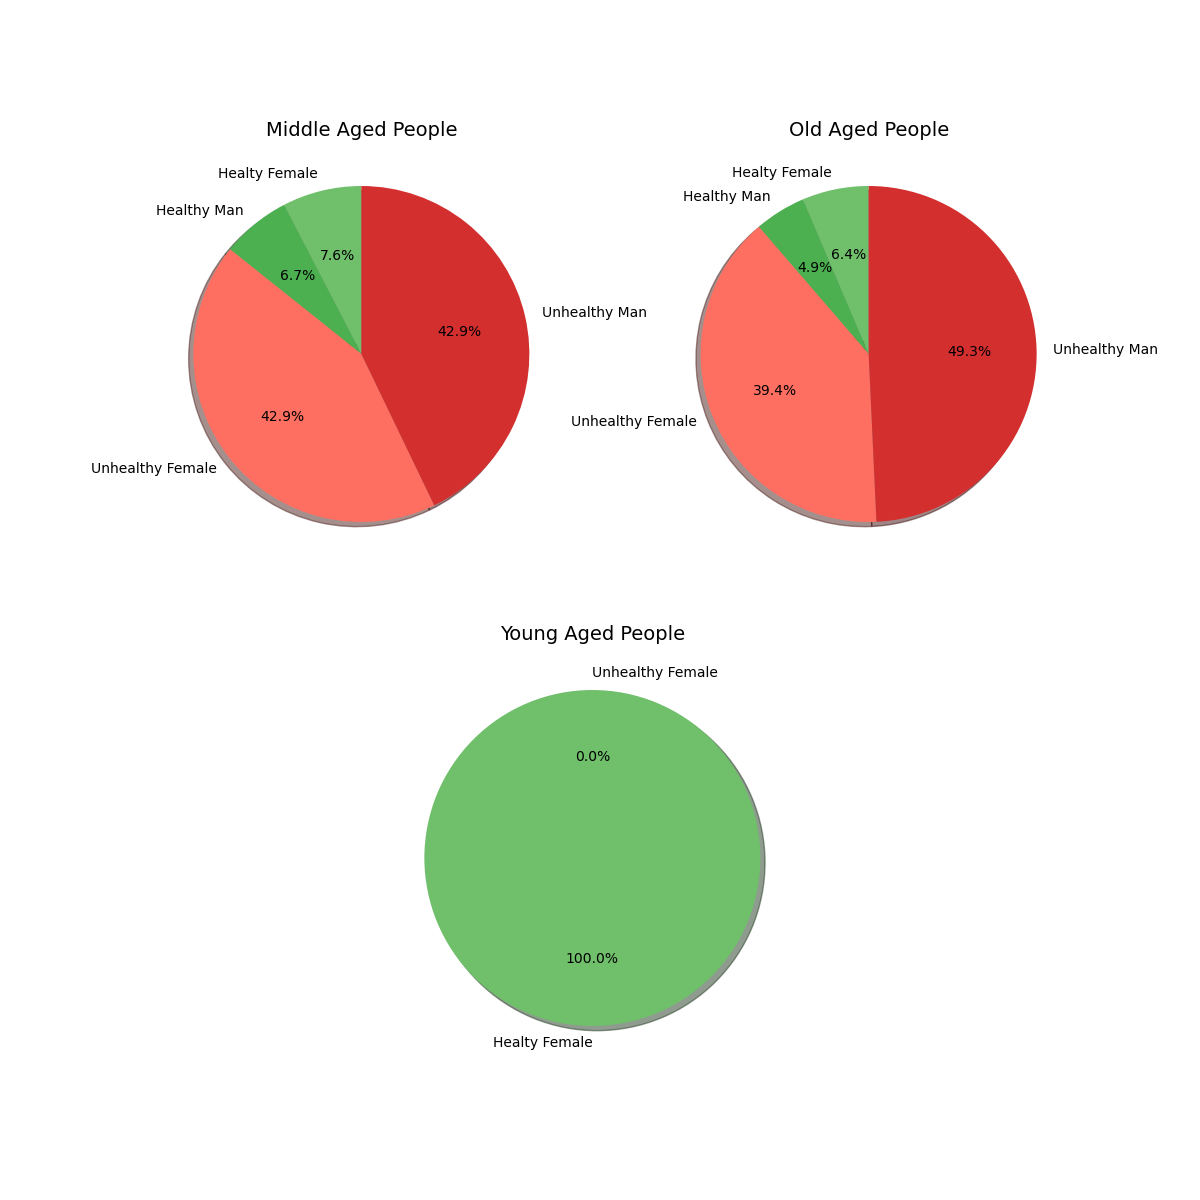 Middle Aged People
Healty Female
Healthy Man
7.6%
6.7%
Unhealthy Man
42.9%
42.9%
Unhealthy Female
Old Aged People
Healty Female
Healthy Man
6.4%
4.9%
Unhealthy Man
49.3%
39.4%
Unhealthy Female
Young Aged People
Unhealthy Female
0.0%
100.0%
Healty Female